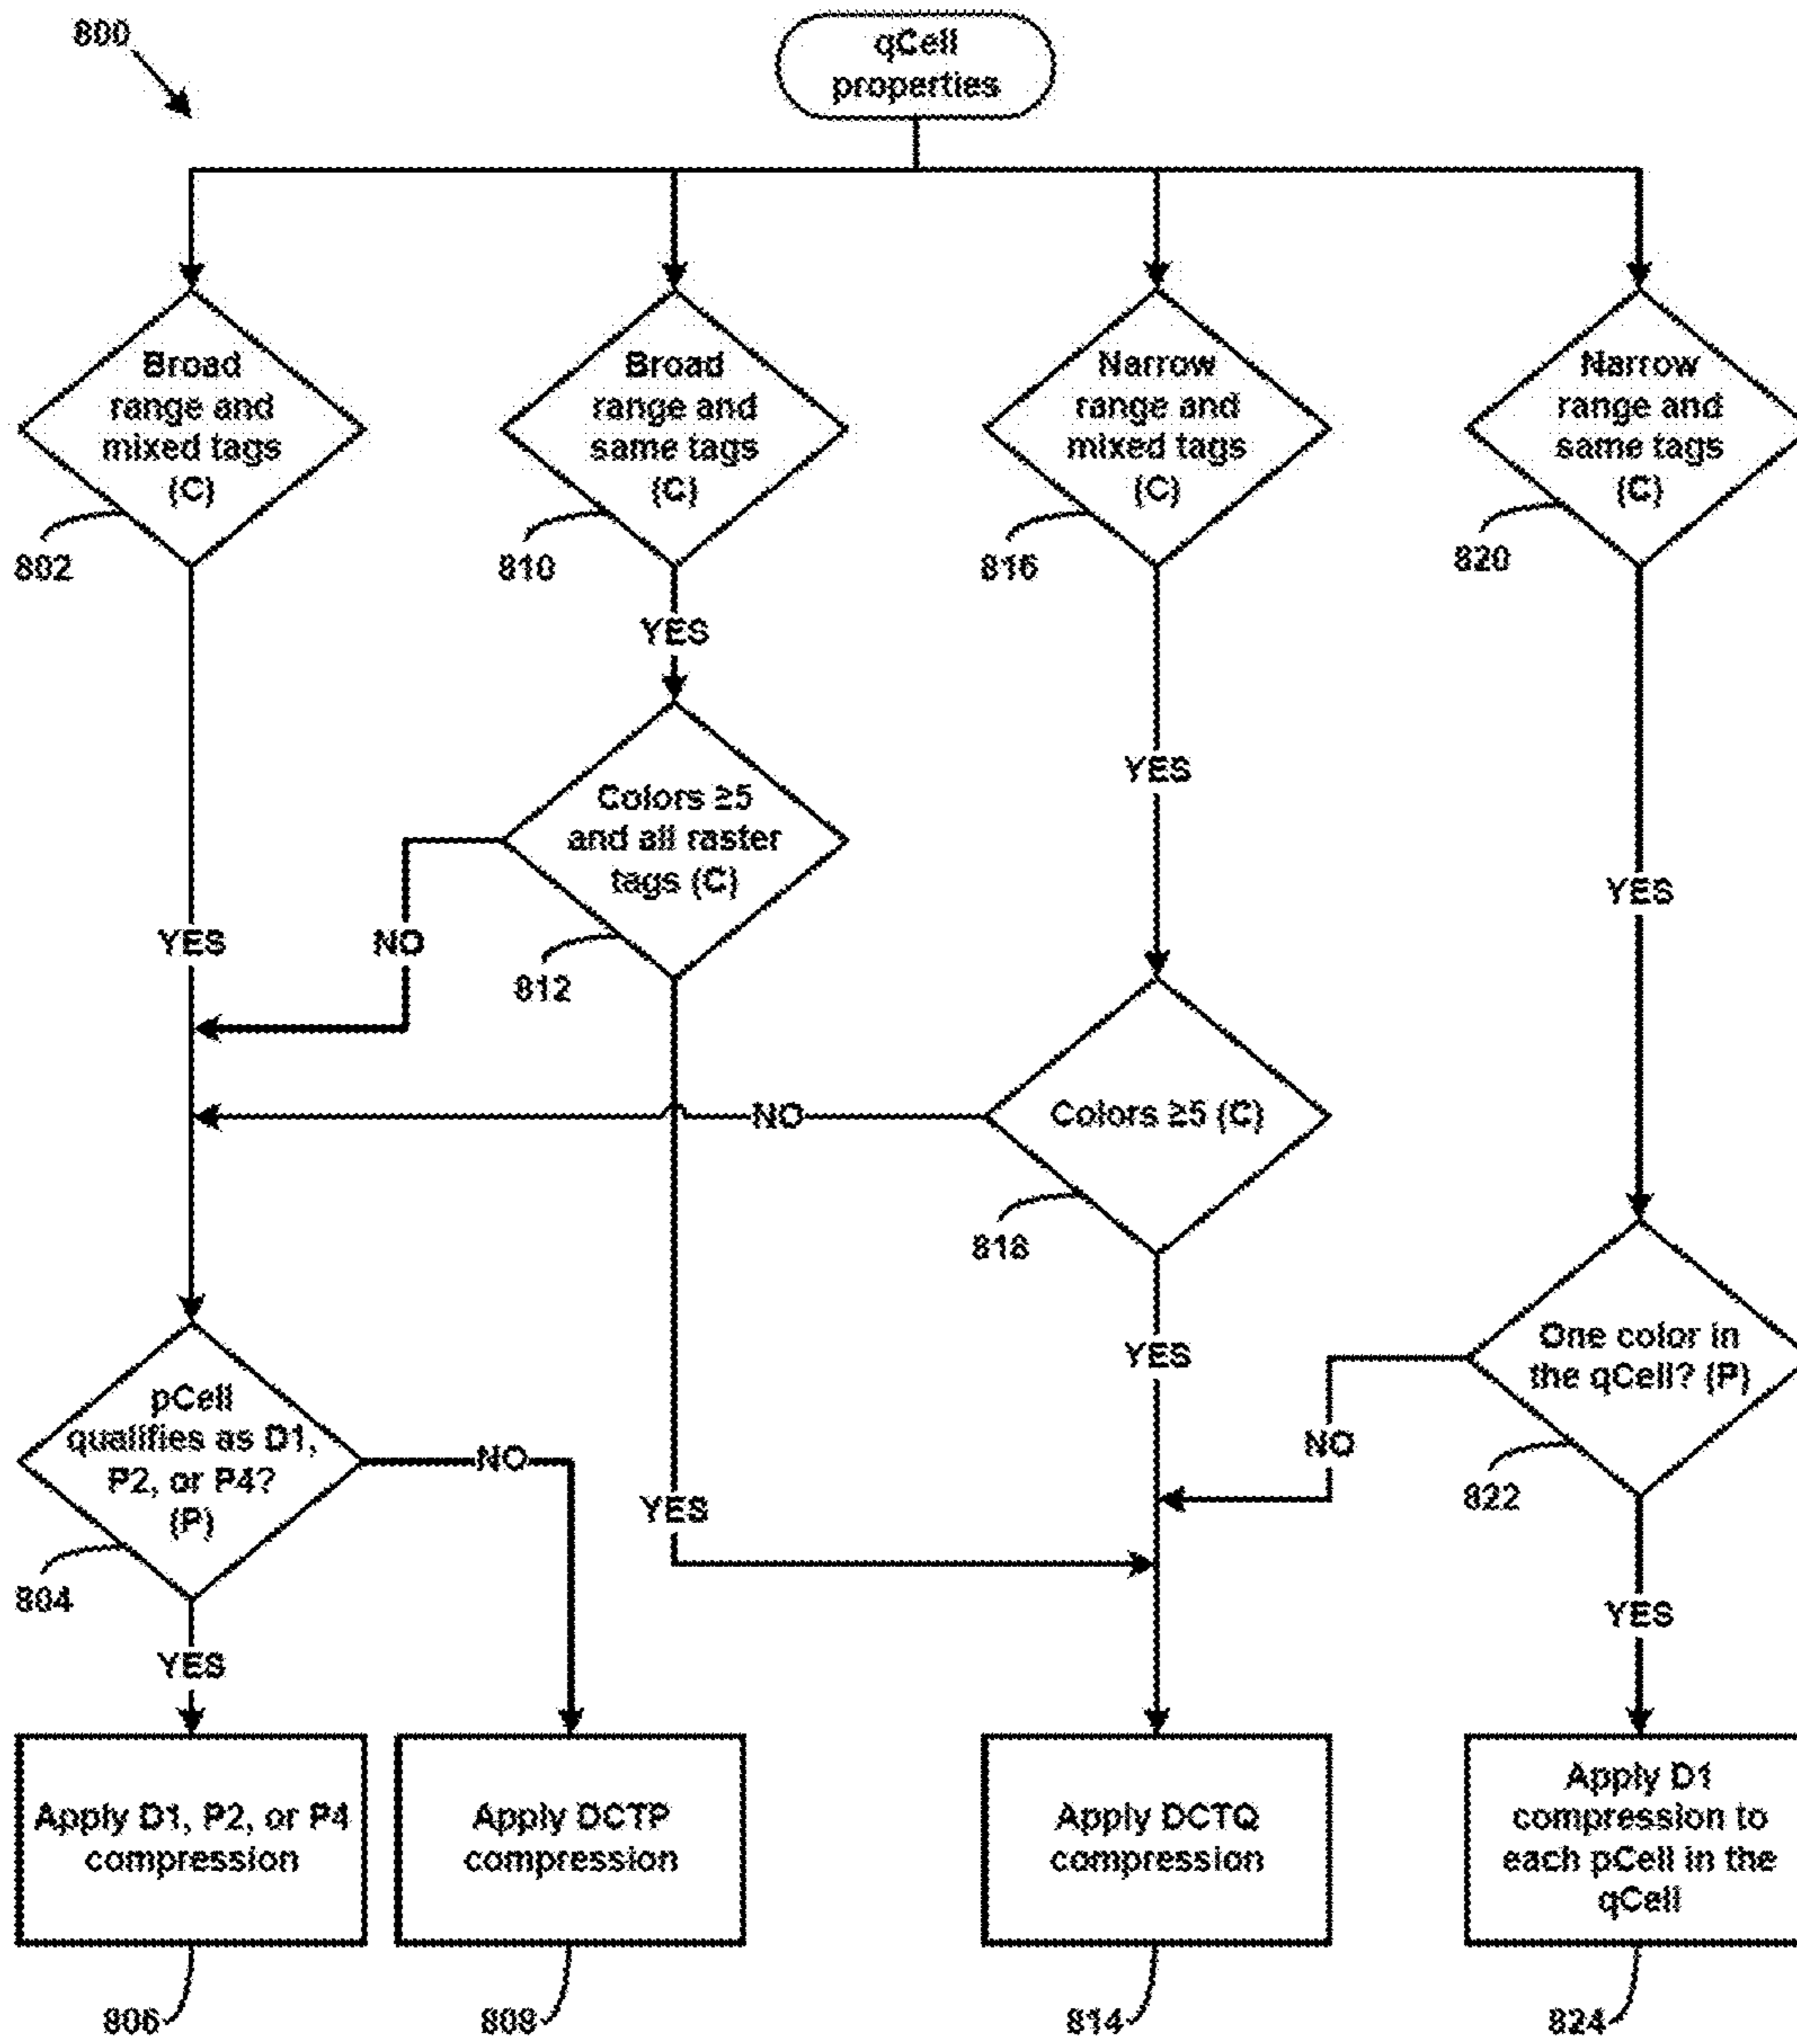 800
qCell
properties
Broad
range and
mixed tags
(C)
802
Broad
range and
same tags
(C)
810
Narrow
range and
mixed tags
(C)
816
Narrow
range and
same tags
(C)
820
YES
Colors ≥5
and all raster
tags (C)
812
YES
YES
YES
NO
NO
Colors ≥5 (C)
818
One color in
the qCell? (P)
822
pCell
qualifies as D1,
P2, or P4?
(P)
804
NO
YES
YES
NO
YES
YES
Apply D1, P2, or P4
compression
806
Apply DCTP
compression
808
Apply DCTQ
compression
814
Apply D1
compression to
each pCell in the
qCell
824